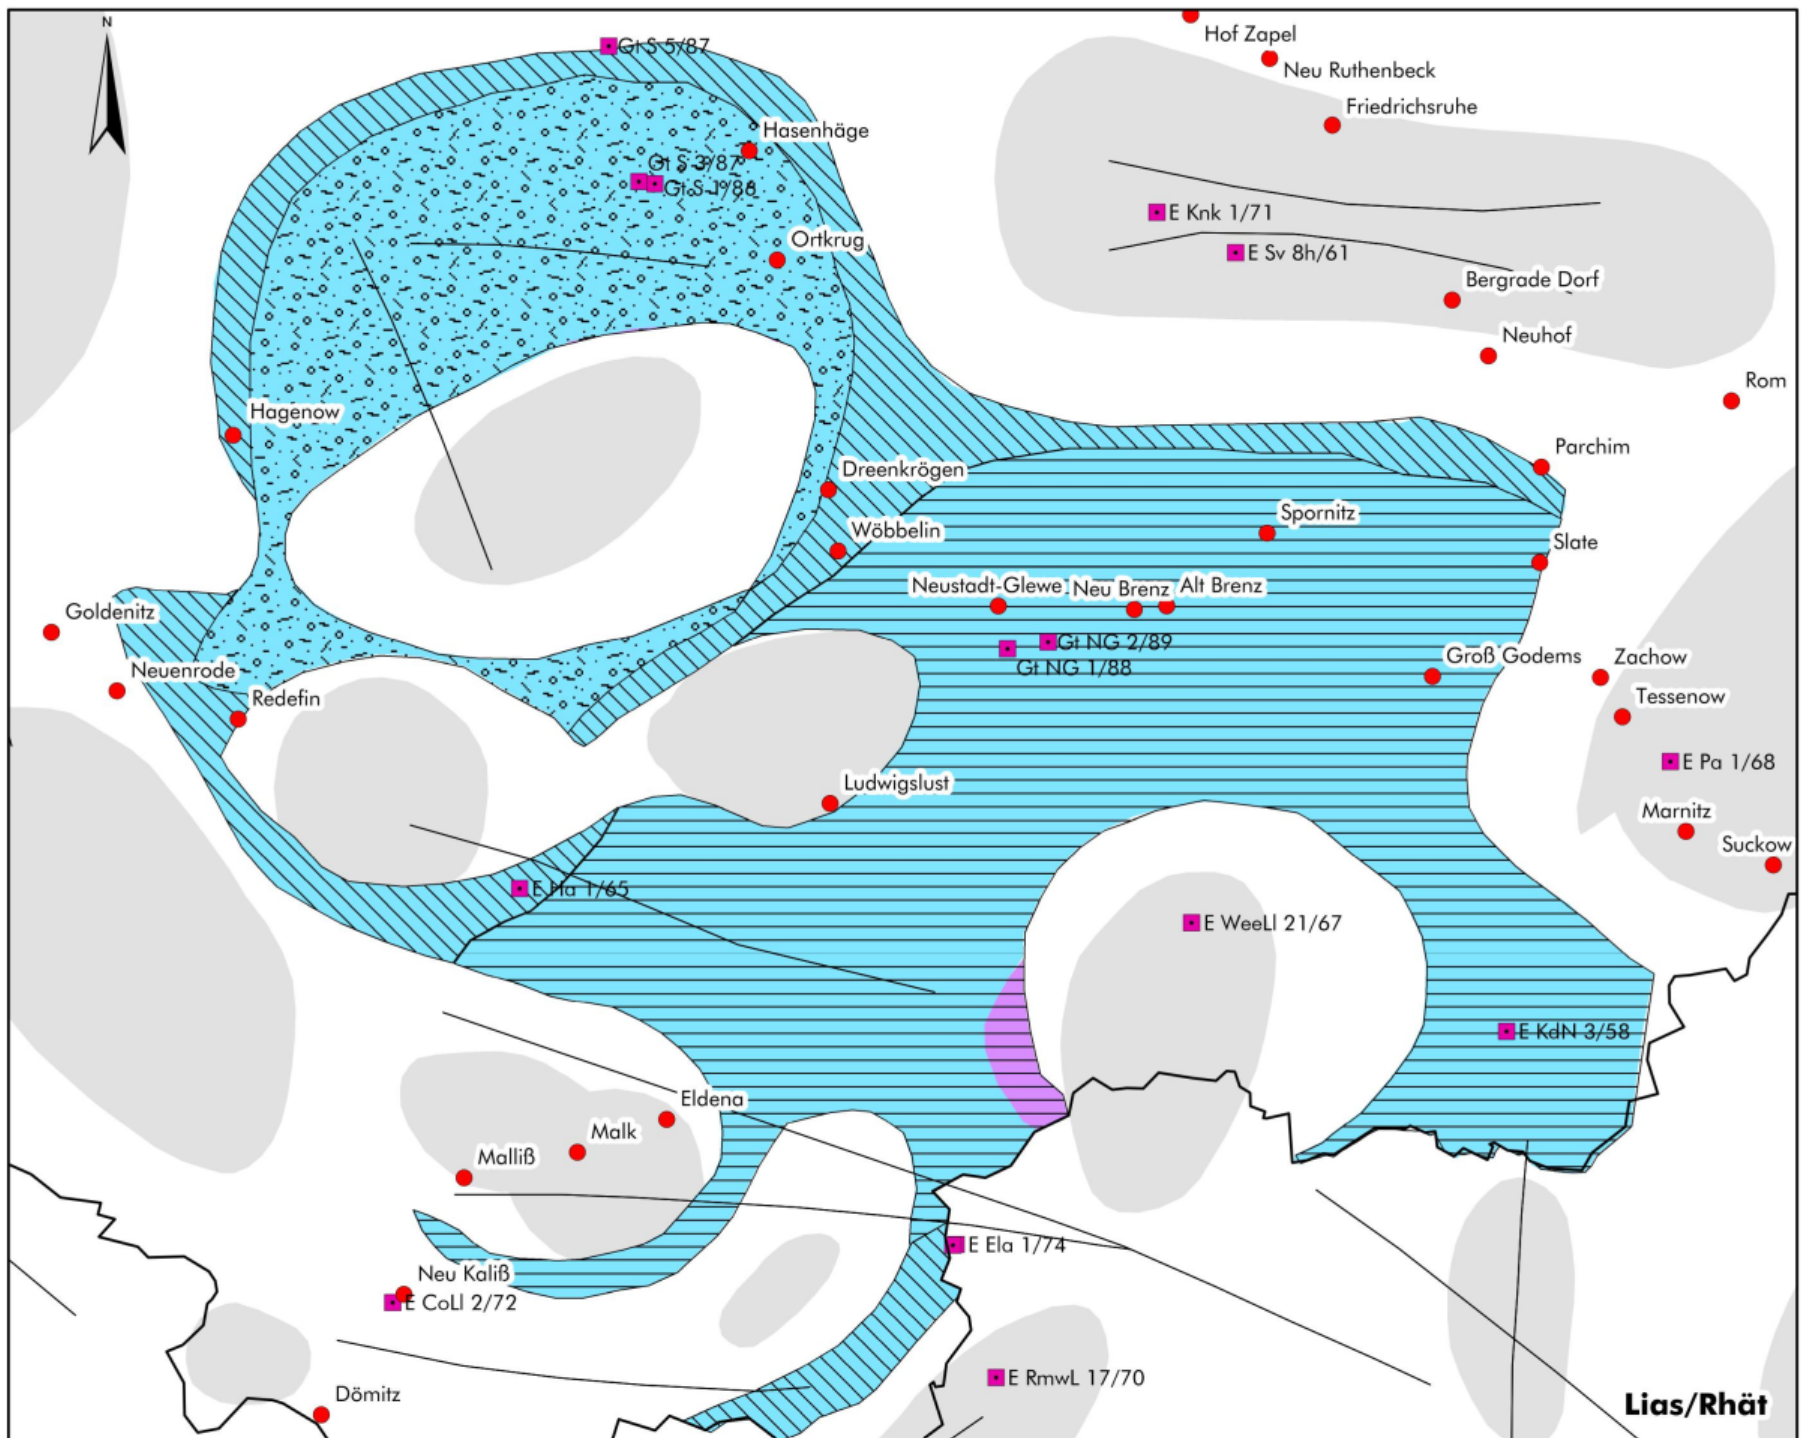 N
Gt S 5/87
Hof Zapel
Neu Ruthenbeck
Friedrichsruhe
Hasenhäge
Gt S 3/87
Gt S 1/88
E Knk 1/71
Ortkrug
E Sv 8h/61
Bergrade Dorf
Neuhof
Rom
Hagenow
Parchim
Dreenkrögen
Spornitz
Wöbbelin
Slate
Neustadt-Glewe
Neu Brenz
Alt Brenz
Goldenitz
Gt NG 2/89
Gt NG 1/88
Groß Godems
Zachow
Neuenrode
Redefin
Tessenow
E Pa 1/68
Ludwigslust
Marnitz
Suckow
E Ha 1/65
E WeeLl 21/67
E KdN 3/58
Eldena
Malk
Malliß
E Ela 1/74
Neu Kaliß
E CoLl 2/72
E RmwL 17/70
Dömitz
Lias/Rhät